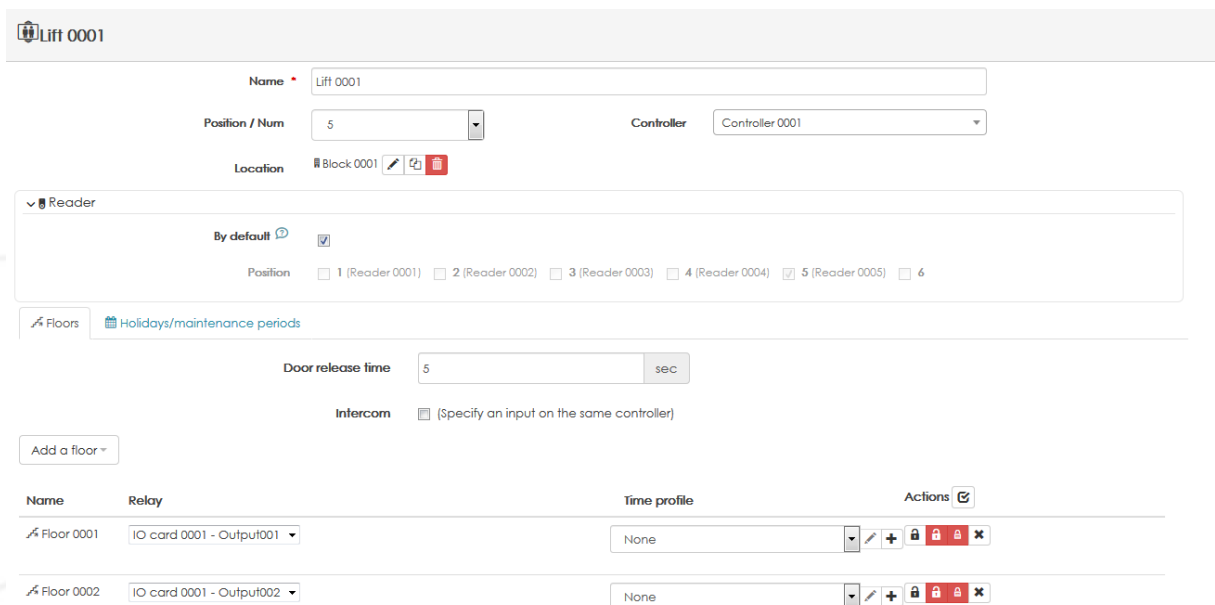 Lift 0001
Name * Lift 0001
Position / Num 5 Controller Controller 0001
Location Block 0001
Reader
By default
Position 1 (Reader 0001) 2 (Reader 0002) 3 (Reader 0003) 4 (Reader 0004) 5 (Reader 0005) 6
Floors Holidays/maintenance periods
Door release time 5 sec
Intercom (Specify an input on the same controller)
Add a floor
Name Relay Time profile Actions
Floor 0001 IO card 0001 - Output001 None
Floor 0002 IO card 0001 - Output002 None